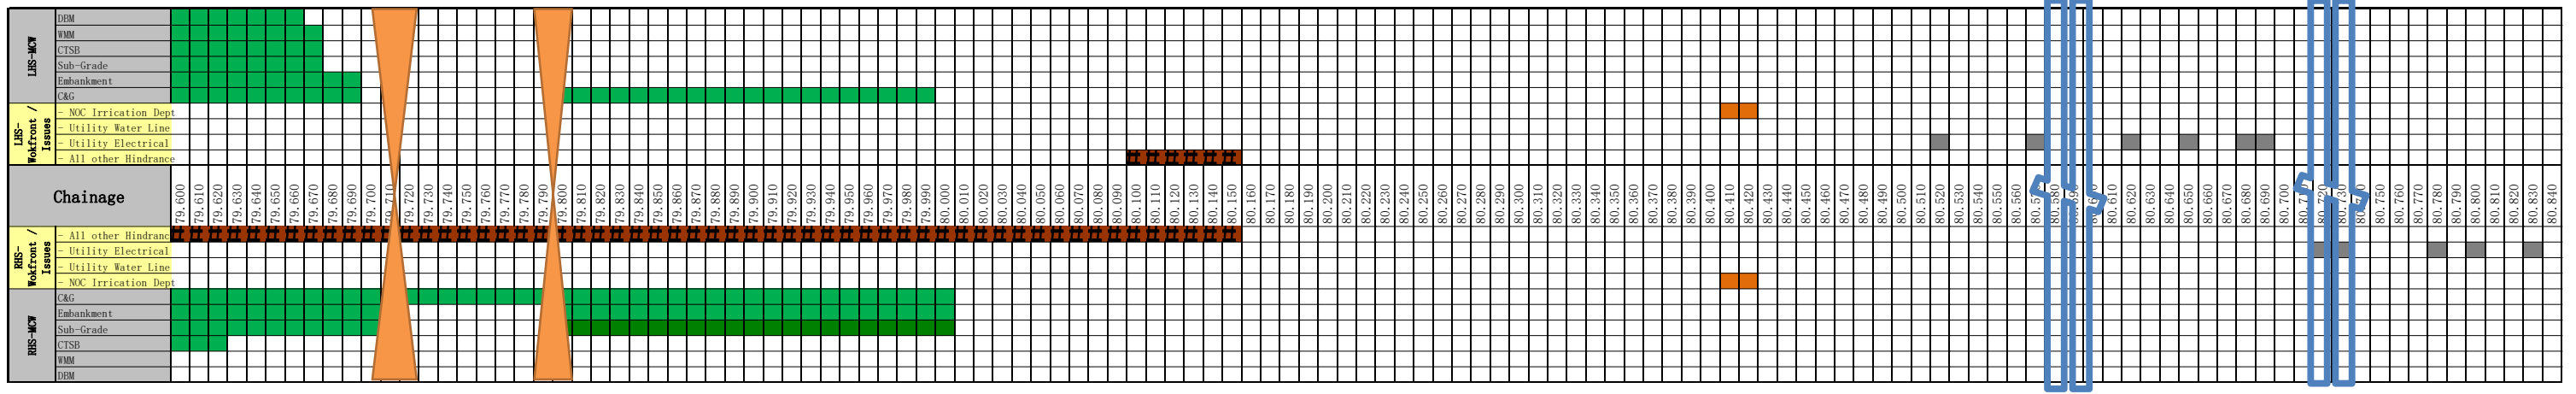 LHS-MCW
DBM
WMM
CTSB
Sub-Grade
Embankment
C&G
LHS-
Wokfront /
Issues
- NOC Irrication Dept
- Utility Water Line
- Utility Electrical
- All other Hindrance
Chainage
79.600 79.610 79.620 79.630 79.640 79.650 79.660 79.670 79.680 79.690 79.700 79.710 79.720 79.730 79.740 79.750 79.760 79.770 79.780 79.790 79.800 79.810 79.820 79.830 79.840 79.850 79.860 79.870 79.880 79.890 79.900 79.910 79.920 79.930 79.940 79.950 79.960 79.970 79.980 79.990 80.000 80.010 80.020 80.030 80.040 80.050 80.060 80.070 80.080 80.090 80.100 80.110 80.120 80.130 80.140 80.150 80.160 80.170 80.180 80.190 80.200 80.210 80.220 80.230 80.240 80.250 80.260 80.270 80.280 80.290 80.300 80.310 80.320 80.330 80.340 80.350 80.360 80.370 80.380 80.390 80.400 80.410 80.420 80.430 80.440 80.450 80.460 80.470 80.480 80.490 80.500 80.510 80.520 80.530 80.540 80.550 80.560 80.580 80.610 80.620 80.630 80.640 80.650 80.660 80.670 80.680 80.690 80.700 80.750 80.760 80.770 80.780 80.790 80.800 80.810 80.820 80.830 80.840
RHS-
Wokfront /
Issues
- All other Hindranc
- Utility Electrical
- Utility Water Line
- NOC Irrication Dept
RHS-MCW
C&G
Embankment
Sub-Grade
CTSB
WMM
DBM